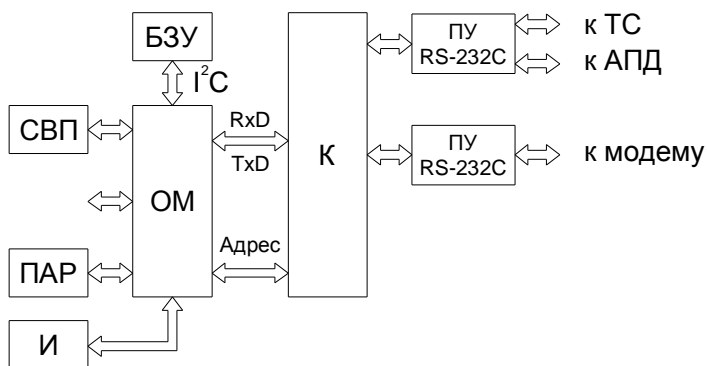 БЗУ
I²C
СВП
ОМ
ПАР
И
RxD
TxD
Адрес
К
ПУ
RS-232C
к ТС
к АПД
ПУ
RS-232C
к модему